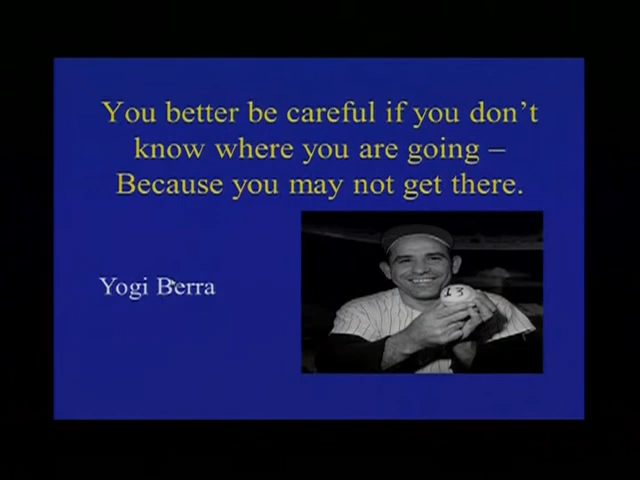 You better be careful if you don't
know where you are going –
Because you may not get there.
Yogi Berra
13